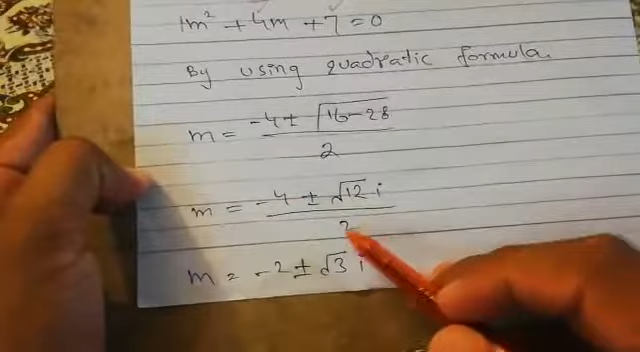 1m² + 4m + 7 = 0
By using quadratic formula.
m = (-4 ± √(16-28))/2
m = (-4 ± √12 i)/2
m = -2 ± √3 i